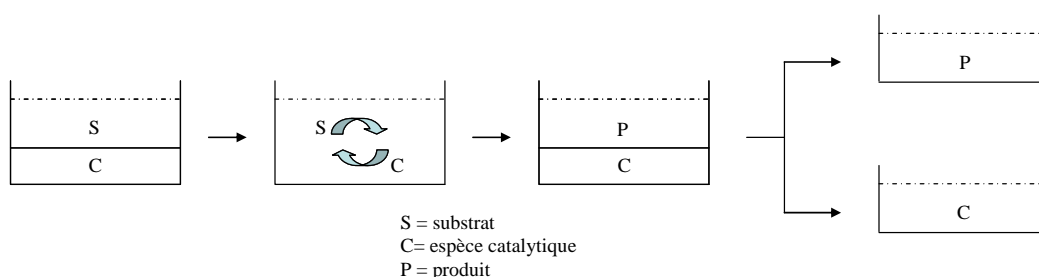 S
C
S
C
P
C
P
C
S = substrat
C= espèce catalytique
P = produit